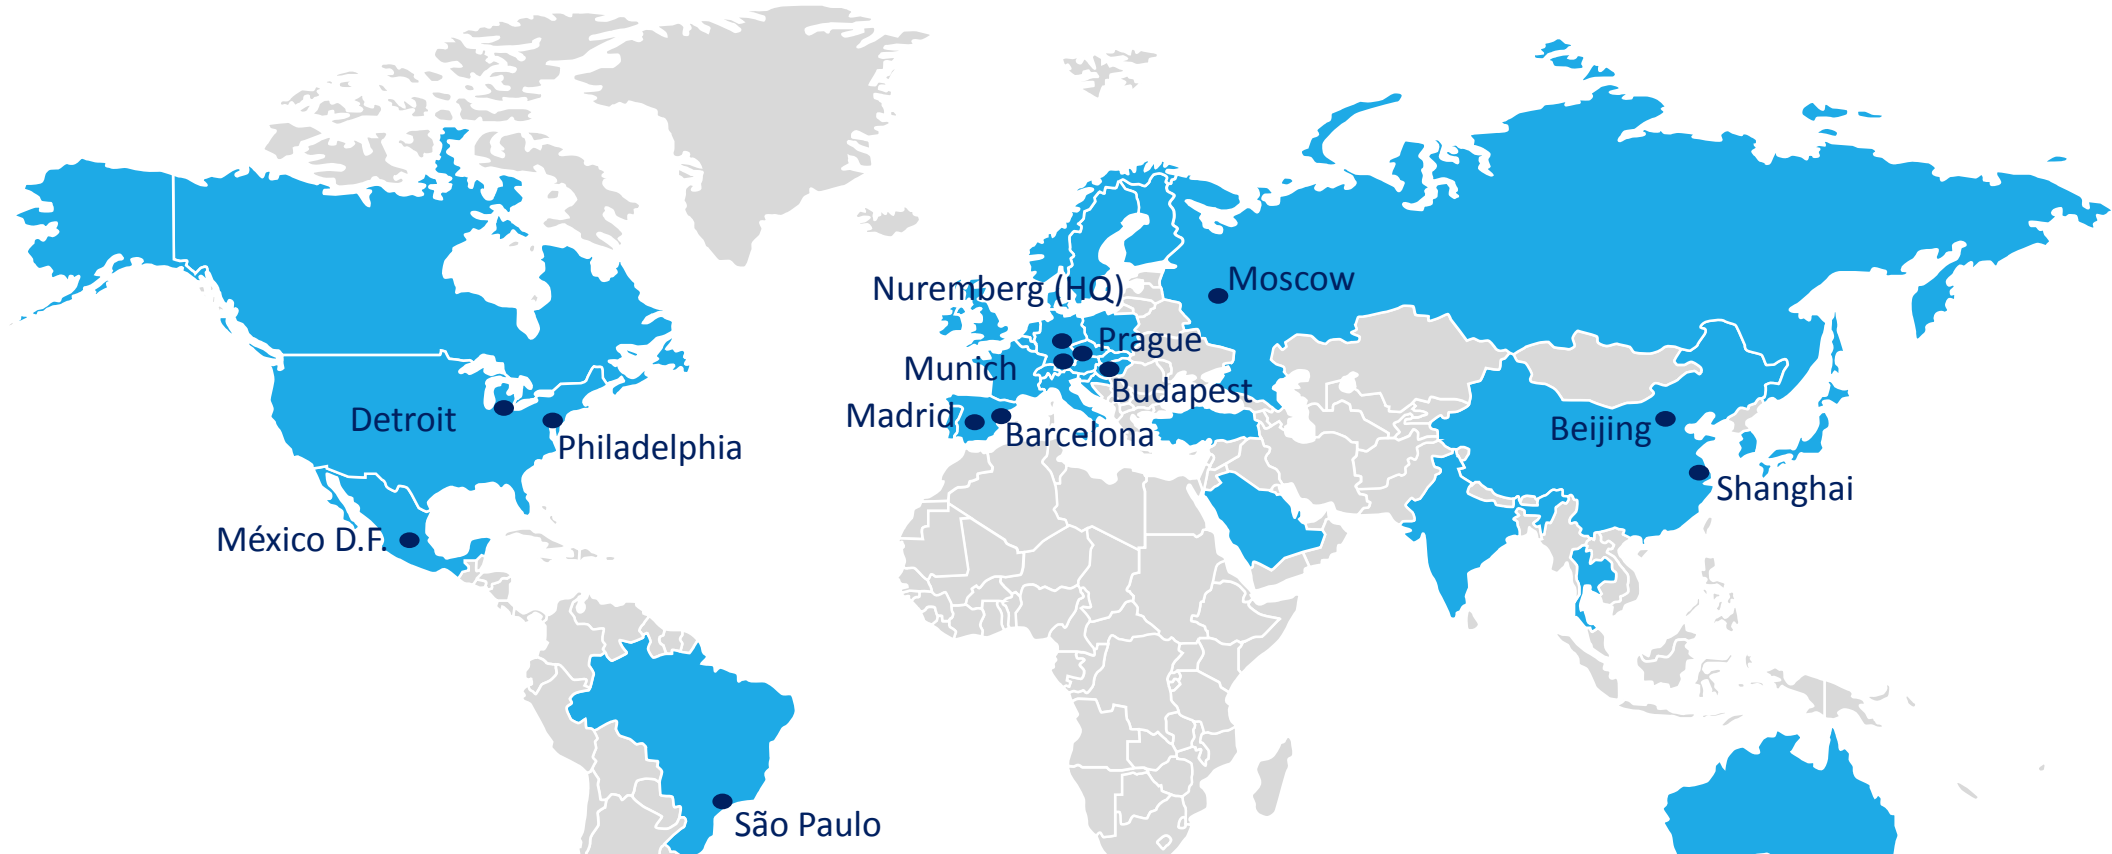 Nuremberg (HQ)
Moscow
Prague
Munich
Budapest
Madrid
Barcelona
Detroit
Philadelphia
Beijing
Shanghai
México D.F.
São Paulo